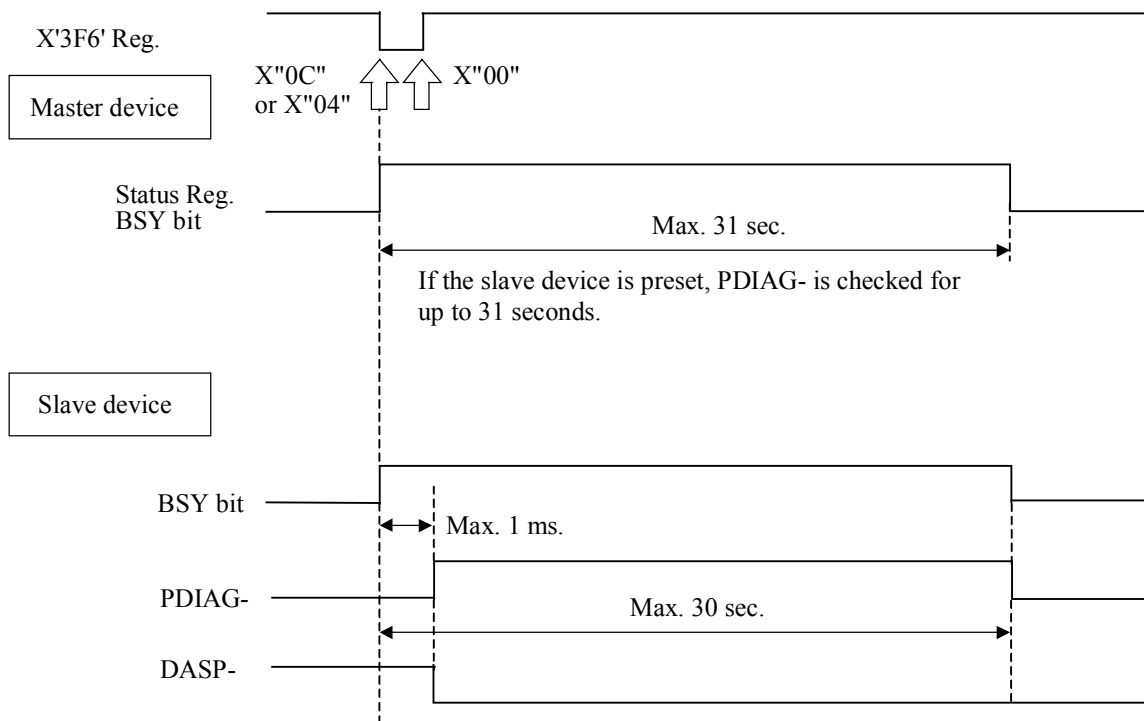 X'3F6' Reg.
X"0C"
or X"04"
X"00"
Master device
Status Reg.
BSY bit
Max. 31 sec.
If the slave device is preset, PDIAG- is checked for
up to 31 seconds.
Slave device
BSY bit
Max. 1 ms.
PDIAG-
Max. 30 sec.
DASP-